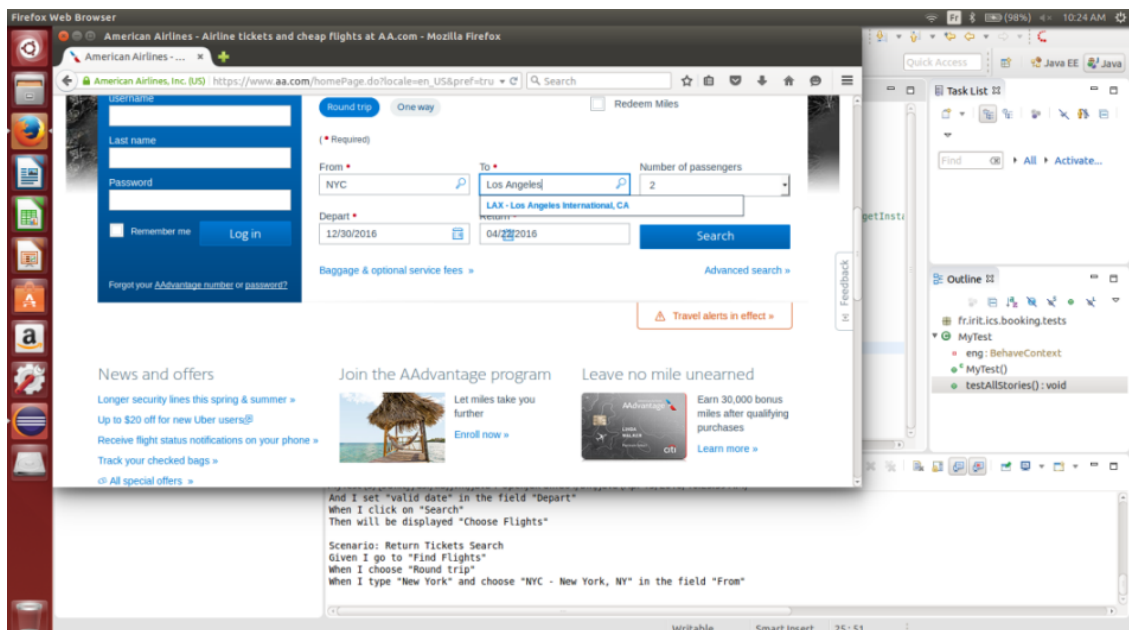 Firefox Web Browser
Fr (98%) 10:24 AM
American Airlines - Airline tickets and cheap flights at AA.com - Mozilla Firefox
American Airlines - ...
American Airlines, Inc. (US) https://www.aa.com/homePage.do?locale=en_US&pref=tru Search
Quick Access Java EE Java
Username
Round trip One way Redeem Miles
Last name
(• Required)
Password
From • To • Number of passengers
NYC Los Angeles 2
LAX - Los Angeles International, CA
Depart • Return •
Remember me Log in
12/30/2016 04/22/2016 Search
Baggage & optional service fees » Advanced search »
Forgot your AAdvantage number or password?
Feedback
Travel alerts in effect »
News and offers
Longer security lines this spring & summer »
Up to $20 off for new Uber users
Receive flight status notifications on your phone »
Track your checked bags »
All special offers »
Join the AAdvantage program
Let miles take you further
Enroll now »
Leave no mile unearned
AAdvantage
citi
Earn 30,000 bonus
miles after qualifying
purchases
Learn more »
Task List
Find All Activate...
getInsta
Outline
fr.irit.ics.booking.tests
MyTest
eng : BehaveContext
MyTest()
testAllStories() : void
And I set "valid date" in the field "Depart"
When I click on "Search"
Then will be displayed "Choose Flights"
Scenario: Return Tickets Search
Given I go to "Find Flights"
When I choose "Round trip"
When I type "New York" and choose "NYC - New York, NY" in the field "From"
Writable Smart Insert 25 : 51